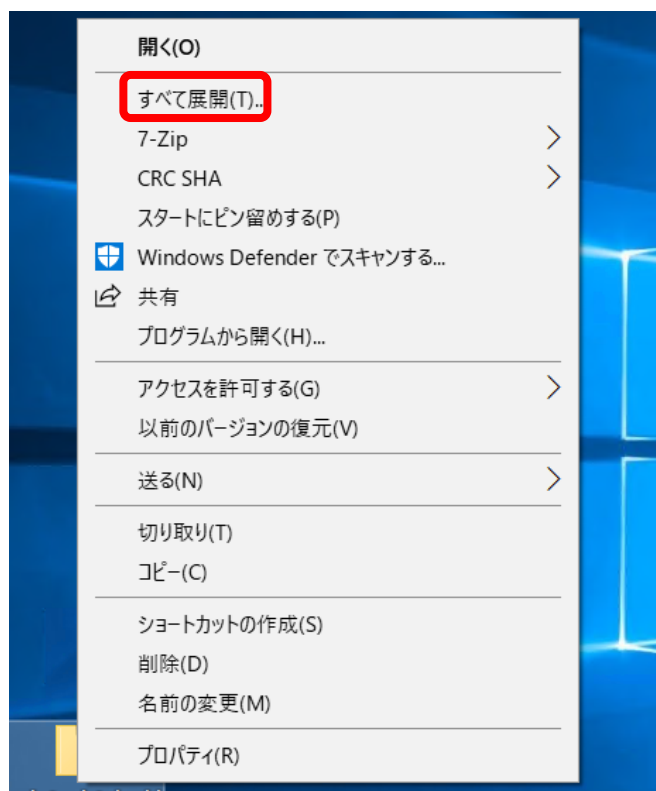 開く(O)
すべて展開(T)..
7-Zip
CRC SHA
スタートにピン留めする(P)
Windows Defender でスキャンする...
共有
プログラムから開く(H)...
アクセスを許可する(G)
以前のバージョンの復元(V)
送る(N)
切り取り(T)
コピー(C)
ショートカットの作成(S)
削除(D)
名前の変更(M)
プロパティ(R)